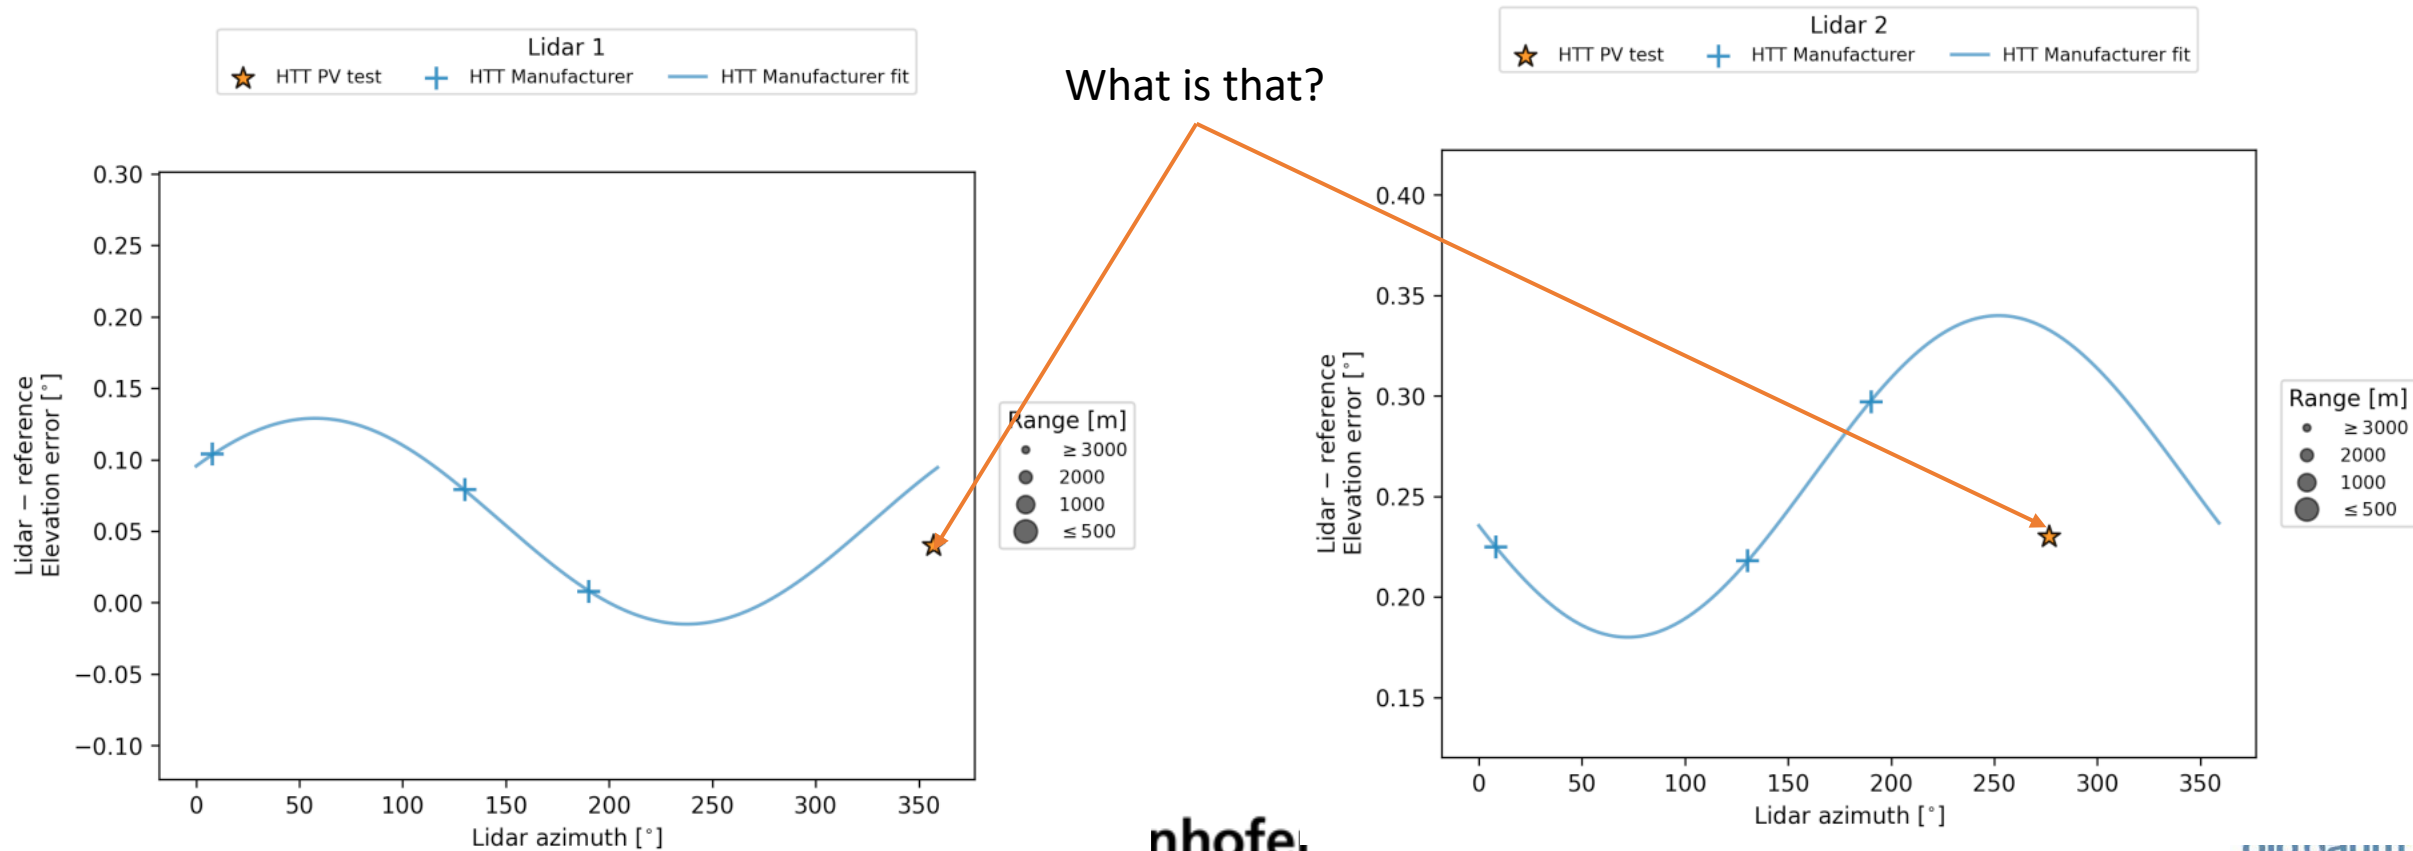 Lidar 1
HTT PV test HTT Manufacturer HTT Manufacturer fit
What is that?
Lidar 2
HTT PV test HTT Manufacturer HTT Manufacturer fit
0.30
0.25
0.20
0.15
0.10
0.05
0.00
−0.05
−0.10
Lidar − reference
Elevation error [°]
0 50 100 150 200 250 300 350
Lidar azimuth [°]
Range [m]
≥ 3000
2000
1000
≤ 500
0.40
0.35
0.30
0.25
0.20
0.15
Lidar − reference
Elevation error [°]
0 50 100 150 200 250 300 350
Lidar azimuth [°]
Range [m]
≥ 3000
2000
1000
≤ 500